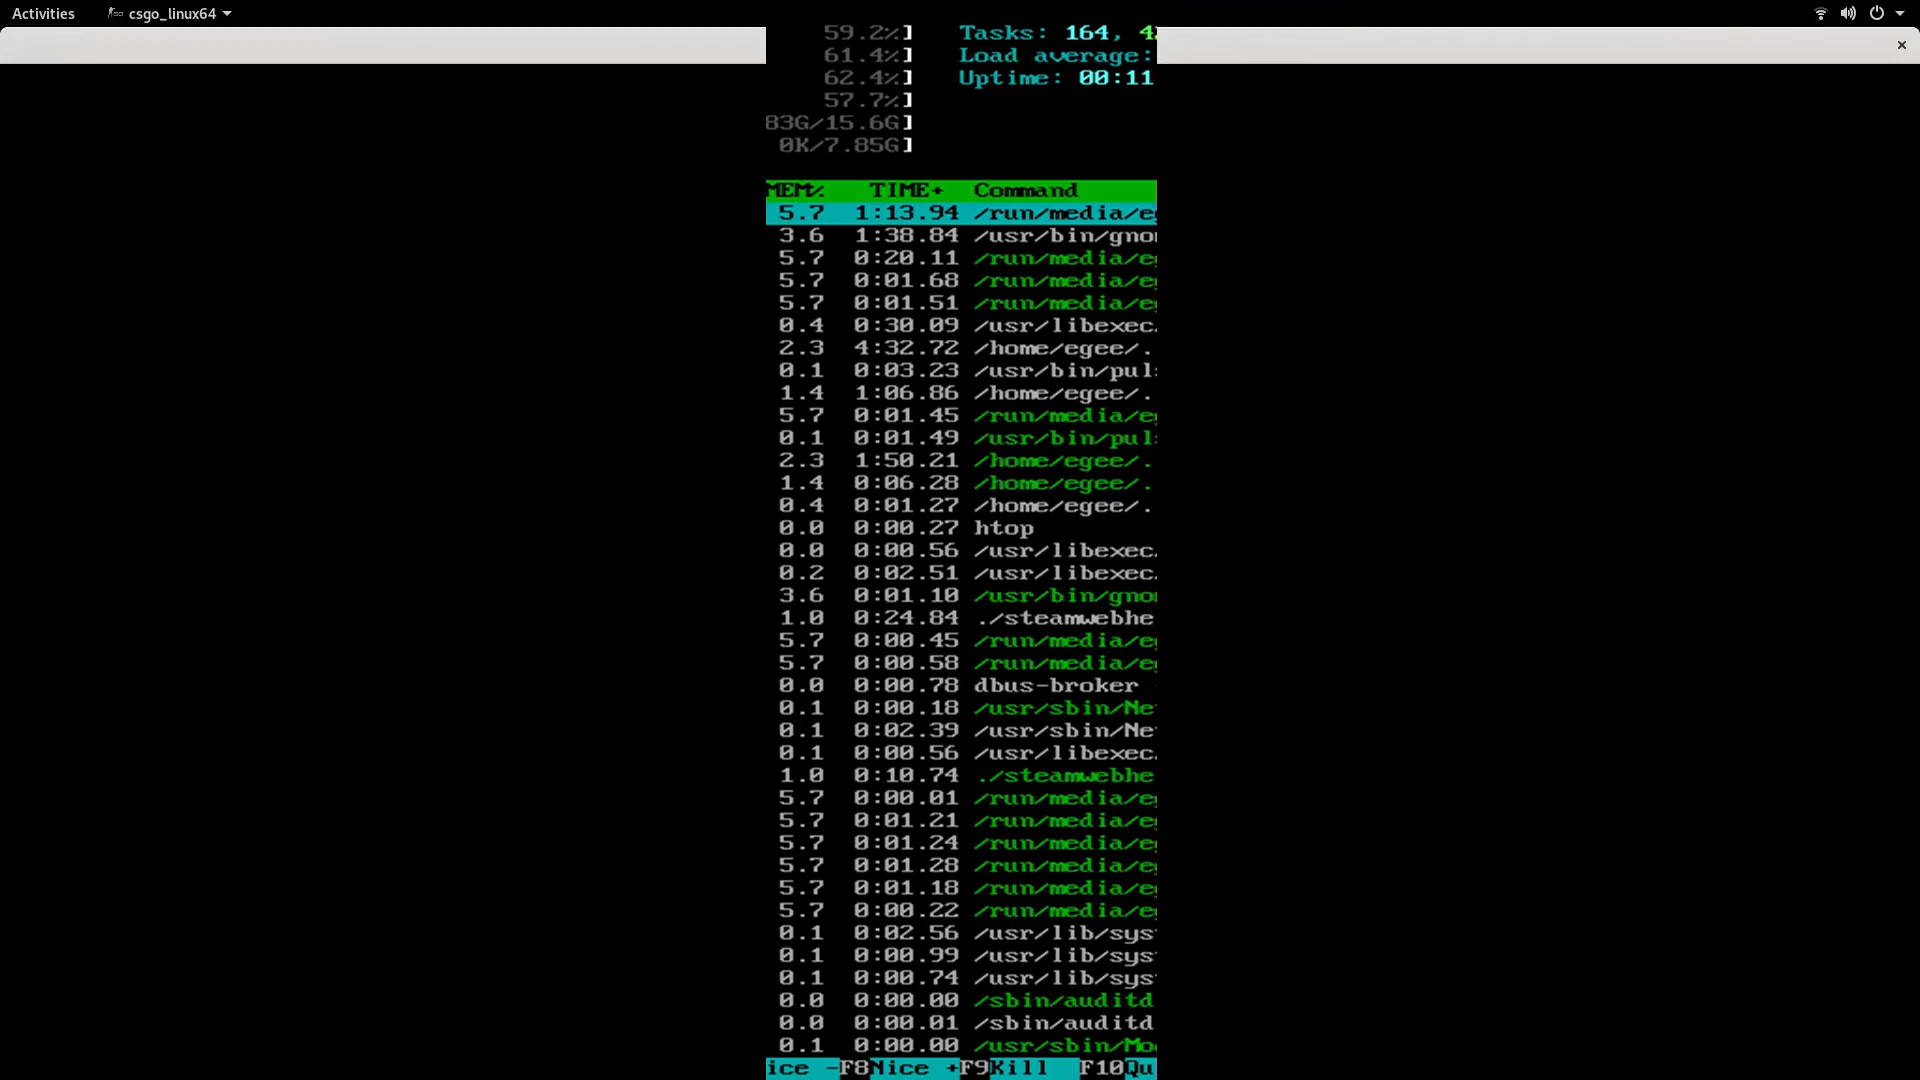 Activities csgo_linux64
59.2%] Tasks: 164, 4
61.4%] Load average:
62.4%] Uptime: 00:11
57.7%]
83G/15.6G]
0K/7.85G]
MEM% TIME+ Command
5.7 1:13.94 /run/media/eg
3.6 1:38.84 /usr/bin/gno
5.7 0:20.11 /run/media/eg
5.7 0:01.68 /run/media/eg
5.7 0:01.51 /run/media/eg
0.4 0:30.09 /usr/libexec/
2.3 4:32.72 /home/egee/.
0.1 0:03.23 /usr/bin/pul
1.4 1:06.86 /home/egee/.
5.7 0:01.45 /run/media/eg
0.1 0:01.49 /usr/bin/pul
2.3 1:50.21 /home/egee/.
1.4 0:06.28 /home/egee/.
0.4 0:01.27 /home/egee/.
0.0 0:00.27 htop
0.0 0:00.56 /usr/libexec/
0.2 0:02.51 /usr/libexec/
3.6 0:01.10 /usr/bin/gno
1.0 0:24.84 ./steamwebhe
5.7 0:00.45 /run/media/eg
5.7 0:00.58 /run/media/eg
0.0 0:00.78 dbus-broker
0.1 0:00.18 /usr/sbin/Ne
0.1 0:02.39 /usr/sbin/Ne
0.1 0:00.56 /usr/libexec/
1.0 0:10.74 ./steamwebhe
5.7 0:00.01 /run/media/eg
5.7 0:01.21 /run/media/eg
5.7 0:01.24 /run/media/eg
5.7 0:01.28 /run/media/eg
5.7 0:01.18 /run/media/eg
5.7 0:00.22 /run/media/eg
0.1 0:02.56 /usr/lib/sys
0.1 0:00.99 /usr/lib/sys
0.1 0:00.74 /usr/lib/sys
0.0 0:00.00 /sbin/auditd
0.0 0:00.01 /sbin/auditd
0.1 0:00.00 /usr/sbin/Mo
ice -F8Nice +F9Kill F10Qu